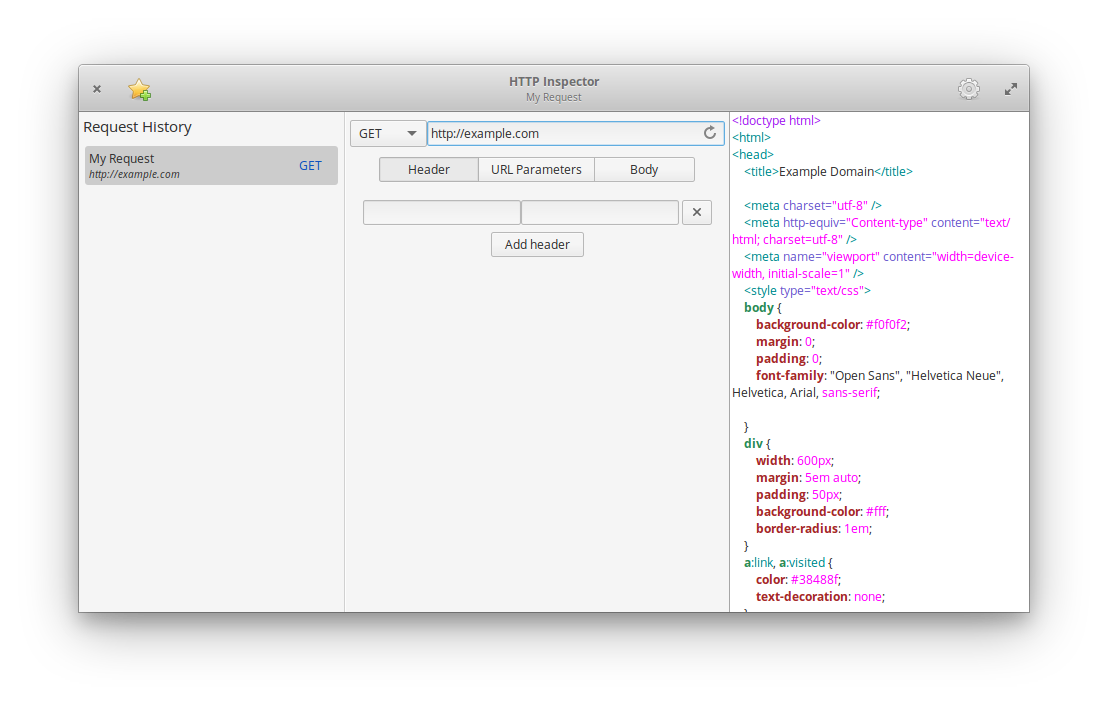 HTTP Inspector
My Request
Request History
My Request
http://example.com
GET
GET
http://example.com
Header
URL Parameters
Body
Add header
<!doctype html>
<html>
<head>
    <title>Example Domain</title>

    <meta charset="utf-8" />
    <meta http-equiv="Content-type" content="text/
html; charset=utf-8" />
    <meta name="viewport" content="width=device-
width, initial-scale=1" />
    <style type="text/css">
    body {
        background-color: #f0f0f2;
        margin: 0;
        padding: 0;
        font-family: "Open Sans", "Helvetica Neue",
Helvetica, Arial, sans-serif;

    }
    div {
        width: 600px;
        margin: 5em auto;
        padding: 50px;
        background-color: #fff;
        border-radius: 1em;
    }
    a:link, a:visited {
        color: #38488f;
        text-decoration: none;
    }